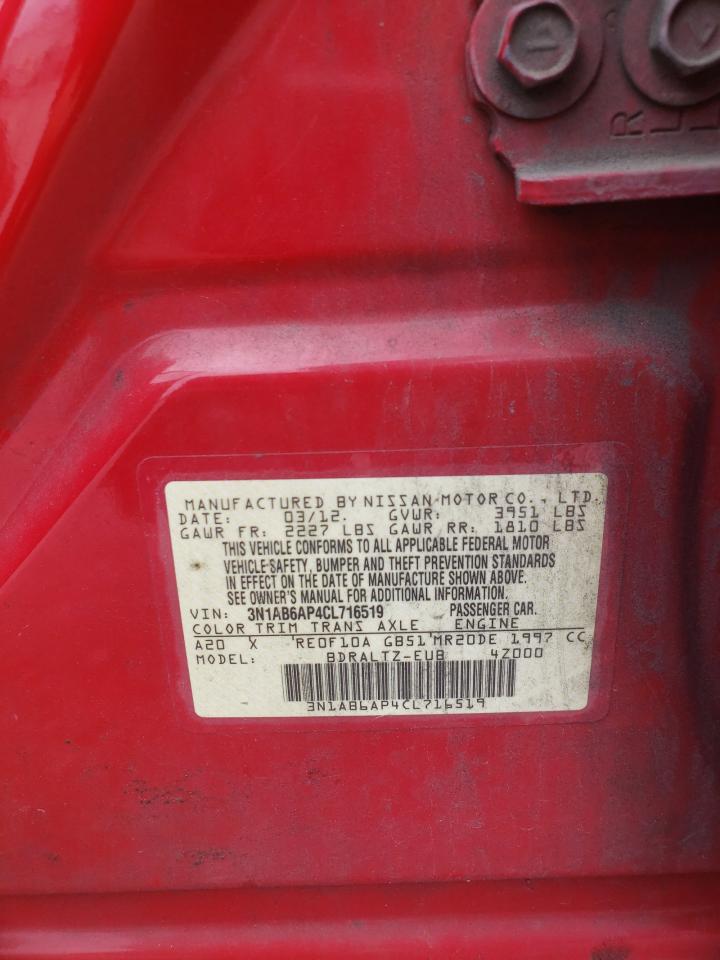 R
L
MANUFACTURED BY NISSAN MOTOR CO., LTD.
DATE: 03/12. GVWR: 3951 LBS
GAWR FR: 2227 LBS GAWR RR: 1810 LBS
THIS VEHICLE CONFORMS TO ALL APPLICABLE FEDERAL MOTOR
VEHICLE SAFETY, BUMPER AND THEFT PREVENTION STANDARDS
IN EFFECT ON THE DATE OF MANUFACTURE SHOWN ABOVE.
SEE OWNER'S MANUAL FOR ADDITIONAL INFORMATION.
VIN: 3N1AB6AP4CL716519 PASSENGER CAR.
COLOR TRIM TRANS AXLE ENGINE
A20 X RE0F10A GB51 MR20DE 1997 CC
MODEL: BDRALTZ-EUB 4Z000
3N1AB6AP4CL716519